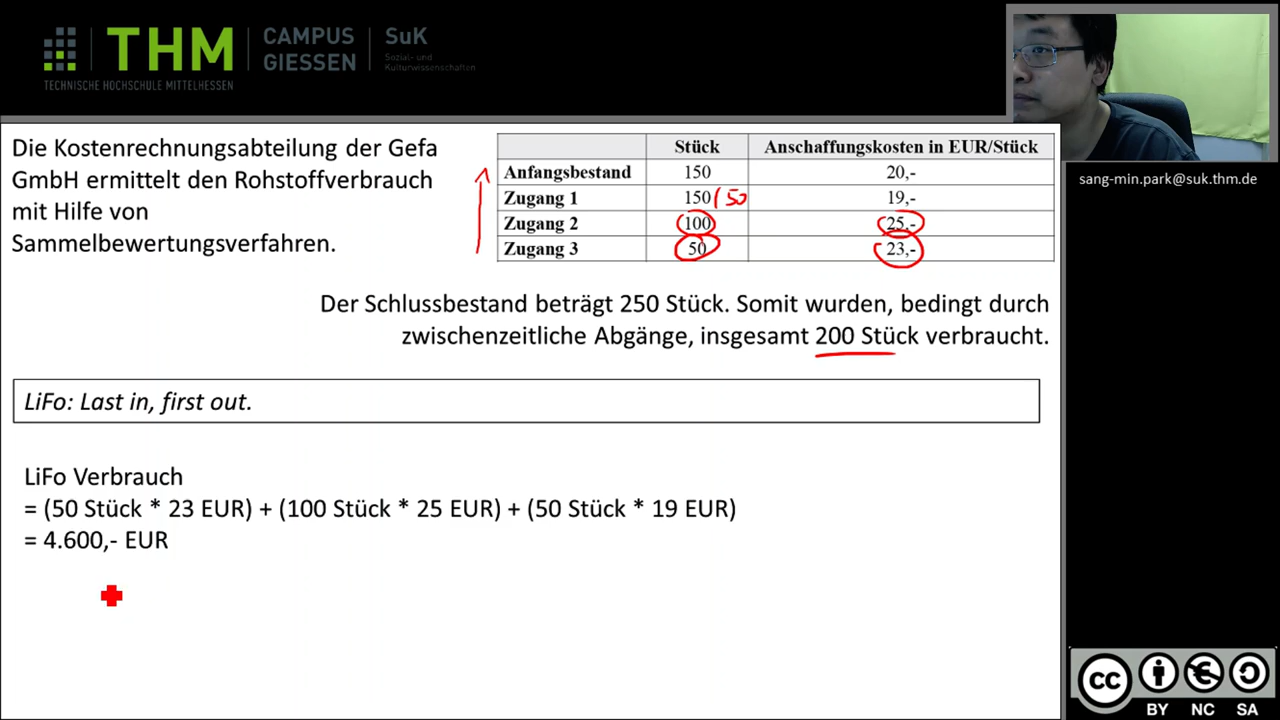 THM
CAMPUS
GIESSEN
SuK
Sozial- und
Kulturwissenschaften
TECHNISCHE HOCHSCHULE MITTELHESSEN
Die Kostenrechnungsabteilung der Gefa
GmbH ermittelt den Rohstoffverbrauch
mit Hilfe von
Sammelbewertungsverfahren.
Stück Anschaffungskosten in EUR/Stück
Anfangsbestand 150 20,-
Zugang 1 150 50 19,-
Zugang 2 100 25,-
Zugang 3 50 23,-
sang-min.park@suk.thm.de
Der Schlussbestand beträgt 250 Stück. Somit wurden, bedingt durch
zwischenzeitliche Abgänge, insgesamt 200 Stück verbraucht.
LiFo: Last in, first out.
LiFo Verbrauch
= (50 Stück * 23 EUR) + (100 Stück * 25 EUR) + (50 Stück * 19 EUR)
= 4.600,- EUR
cc
BY NC SA